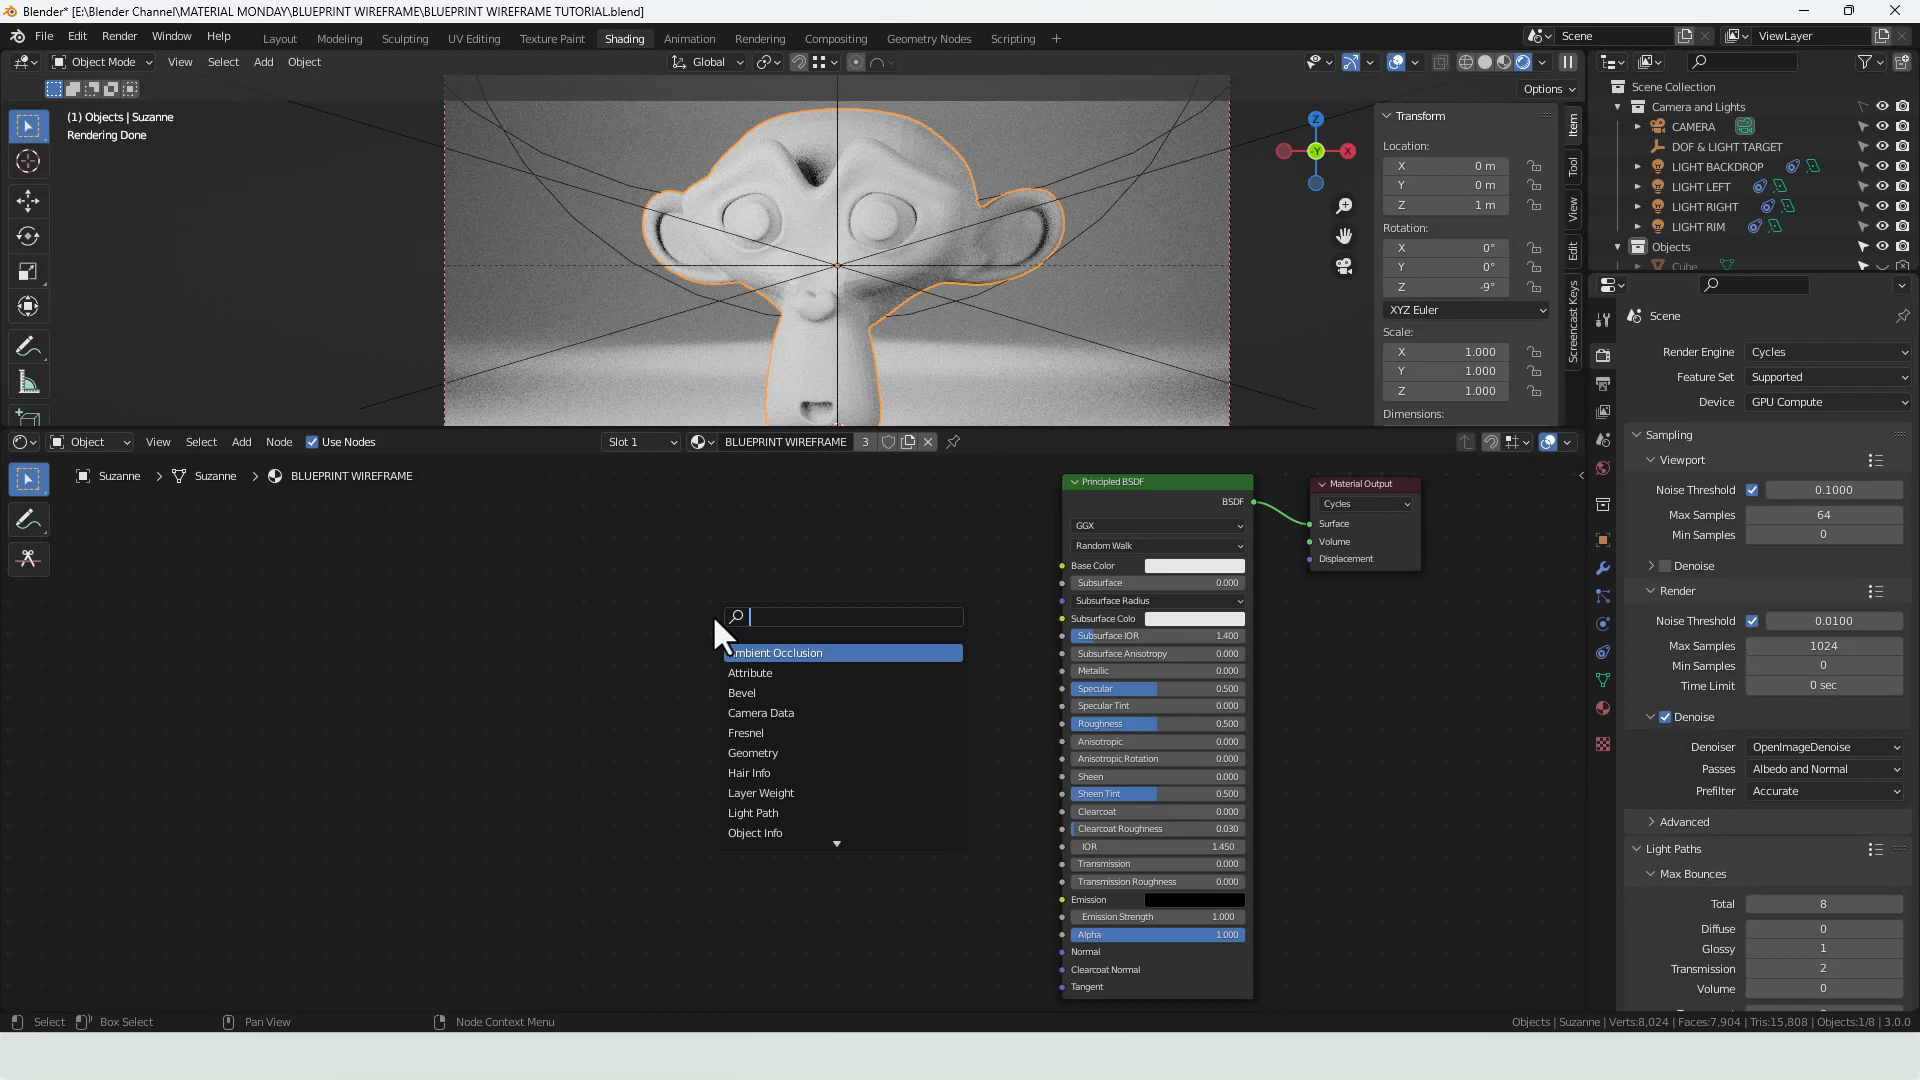 Blender* [E:\Blender Channel\MATERIAL MONDAY\BLUEPRINT WIREFRAME\BLUEPRINT WIREFRAME TUTORIAL.blend]
File Edit Render Window Help
Layout Modeling Sculpting UV Editing Texture Paint Shading Animation Rendering Compositing Geometry Nodes Scripting +
Scene
ViewLayer
Object Mode View Select Add Object
Global
Options
(1) Objects | Suzanne
Rendering Done
Z
X
-Y
Transform
Location:
X 0 m
Y 0 m
Z 1 m
Rotation:
X 0°
Y 0°
Z -9°
XYZ Euler
Scale:
X 1.000
Y 1.000
Z 1.000
Dimensions:
Item
Tool
View
Edit
Screencast Keys
Scene Collection
Camera and Lights
CAMERA
DOF & LIGHT TARGET
LIGHT BACKDROP
LIGHT LEFT
LIGHT RIGHT
LIGHT RIM
Objects
Cube
Object View Select Add Node Use Nodes
Slot 1
BLUEPRINT WIREFRAME 3
Suzanne > Suzanne > BLUEPRINT WIREFRAME
Ambient Occlusion
Attribute
Bevel
Camera Data
Fresnel
Geometry
Hair Info
Layer Weight
Light Path
Object Info
Principled BSDF
BSDF
GGX
Random Walk
Base Color
Subsurface 0.000
Subsurface Radius
Subsurface Colo
Subsurface IOR 1.400
Subsurface Anisotropy 0.000
Metallic 0.000
Specular 0.500
Specular Tint 0.000
Roughness 0.500
Anisotropic 0.000
Anisotropic Rotation 0.000
Sheen 0.000
Sheen Tint 0.500
Clearcoat 0.000
Clearcoat Roughness 0.030
IOR 1.450
Transmission 0.000
Transmission Roughness 0.000
Emission
Emission Strength 1.000
Alpha 1.000
Normal
Clearcoat Normal
Tangent
Material Output
Cycles
Surface
Volume
Displacement
Scene
Render Engine Cycles
Feature Set Supported
Device GPU Compute
Sampling
Viewport
Noise Threshold 0.1000
Max Samples 64
Min Samples 0
Denoise
Render
Noise Threshold 0.0100
Max Samples 1024
Min Samples 0
Time Limit 0 sec
Denoise
Denoiser OpenImageDenoise
Passes Albedo and Normal
Prefilter Accurate
Advanced
Light Paths
Max Bounces
Total 8
Diffuse 0
Glossy 1
Transmission 2
Volume 0
Select Box Select Pan View Node Context Menu
Objects | Suzanne | Verts:8,024 | Faces:7,904 | Tris:15,808 | Objects:1/8 | 3.0.0